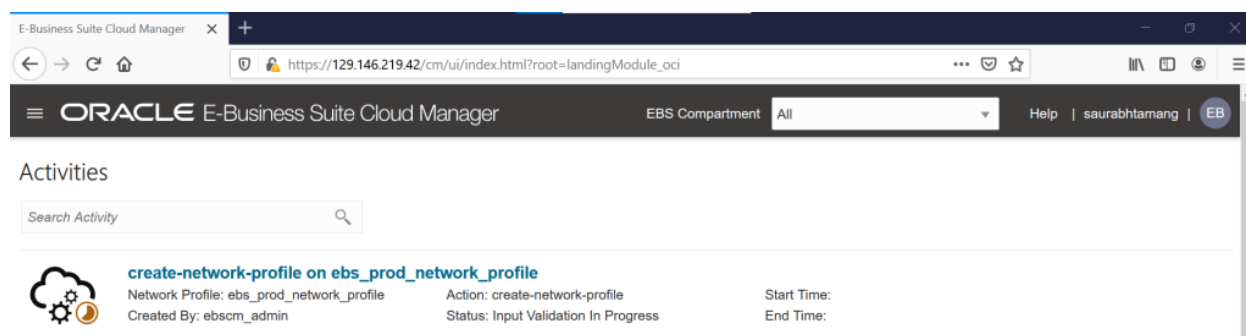 E-Business Suite Cloud Manager
https://129.146.219.42/cm/ui/index.html?root=landingModule_oci
ORACLE E-Business Suite Cloud Manager EBS Compartment All Help | saurabhtamang | EB
Activities
Search Activity
create-network-profile on ebs_prod_network_profile
Network Profile: ebs_prod_network_profile Action: create-network-profile Start Time:
Created By: ebscm_admin Status: Input Validation In Progress End Time: